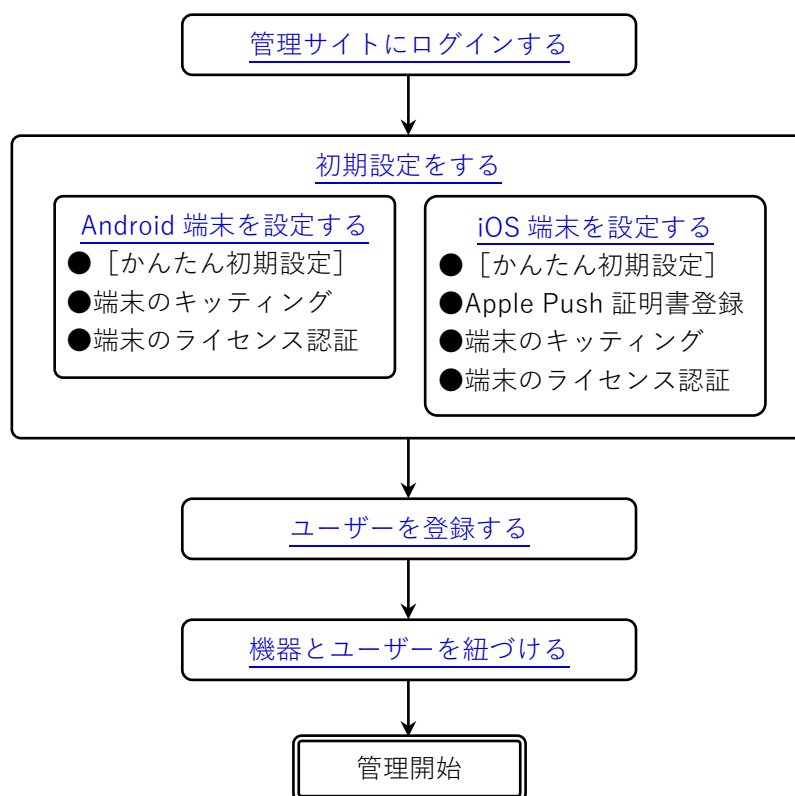 管理サイトにログインする
初期設定をする
Android 端末を設定する
●［かんたん初期設定］
●端末のキッティング
●端末のライセンス認証
iOS 端末を設定する
●［かんたん初期設定］
●Apple Push 証明書登録
●端末のキッティング
●端末のライセンス認証
ユーザーを登録する
機器とユーザーを紐づける
管理開始